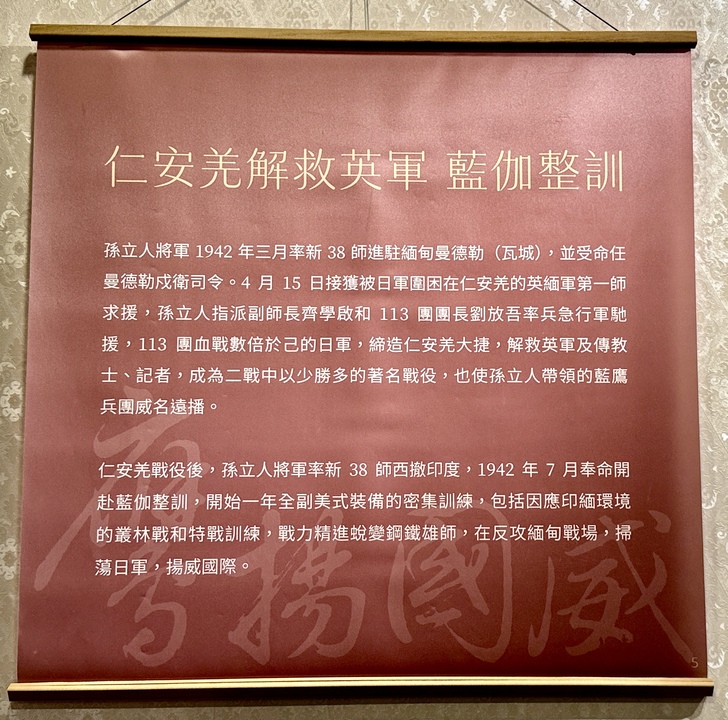 仁安羌解救英軍 藍伽整訓
孫立人將軍 1942 年三月率新 38 師進駐緬甸曼德勒（瓦城），並受命任
曼德勒戍衛司令。4 月 15 日接獲被日軍圍困在仁安羌的英緬軍第一師
求援，孫立人指派副師長齊學啟和 113 團團長劉放吾率兵急行軍馳
援，113 團血戰數倍於己的日軍，締造仁安羌大捷，解救英軍及傳教
士、記者，成為二戰中以少勝多的著名戰役，也使孫立人帶領的藍鷹
兵團威名遠播。
仁安羌戰役後，孫立人將軍率新 38 師西撤印度，1942 年 7 月奉命開
赴藍伽整訓，開始一年全副美式裝備的密集訓練，包括因應印緬環境
的叢林戰和特戰訓練，戰力精進蛻變鋼鐵雄師，在反攻緬甸戰場，掃
蕩日軍，揚威國際。
鷹揚國威
5